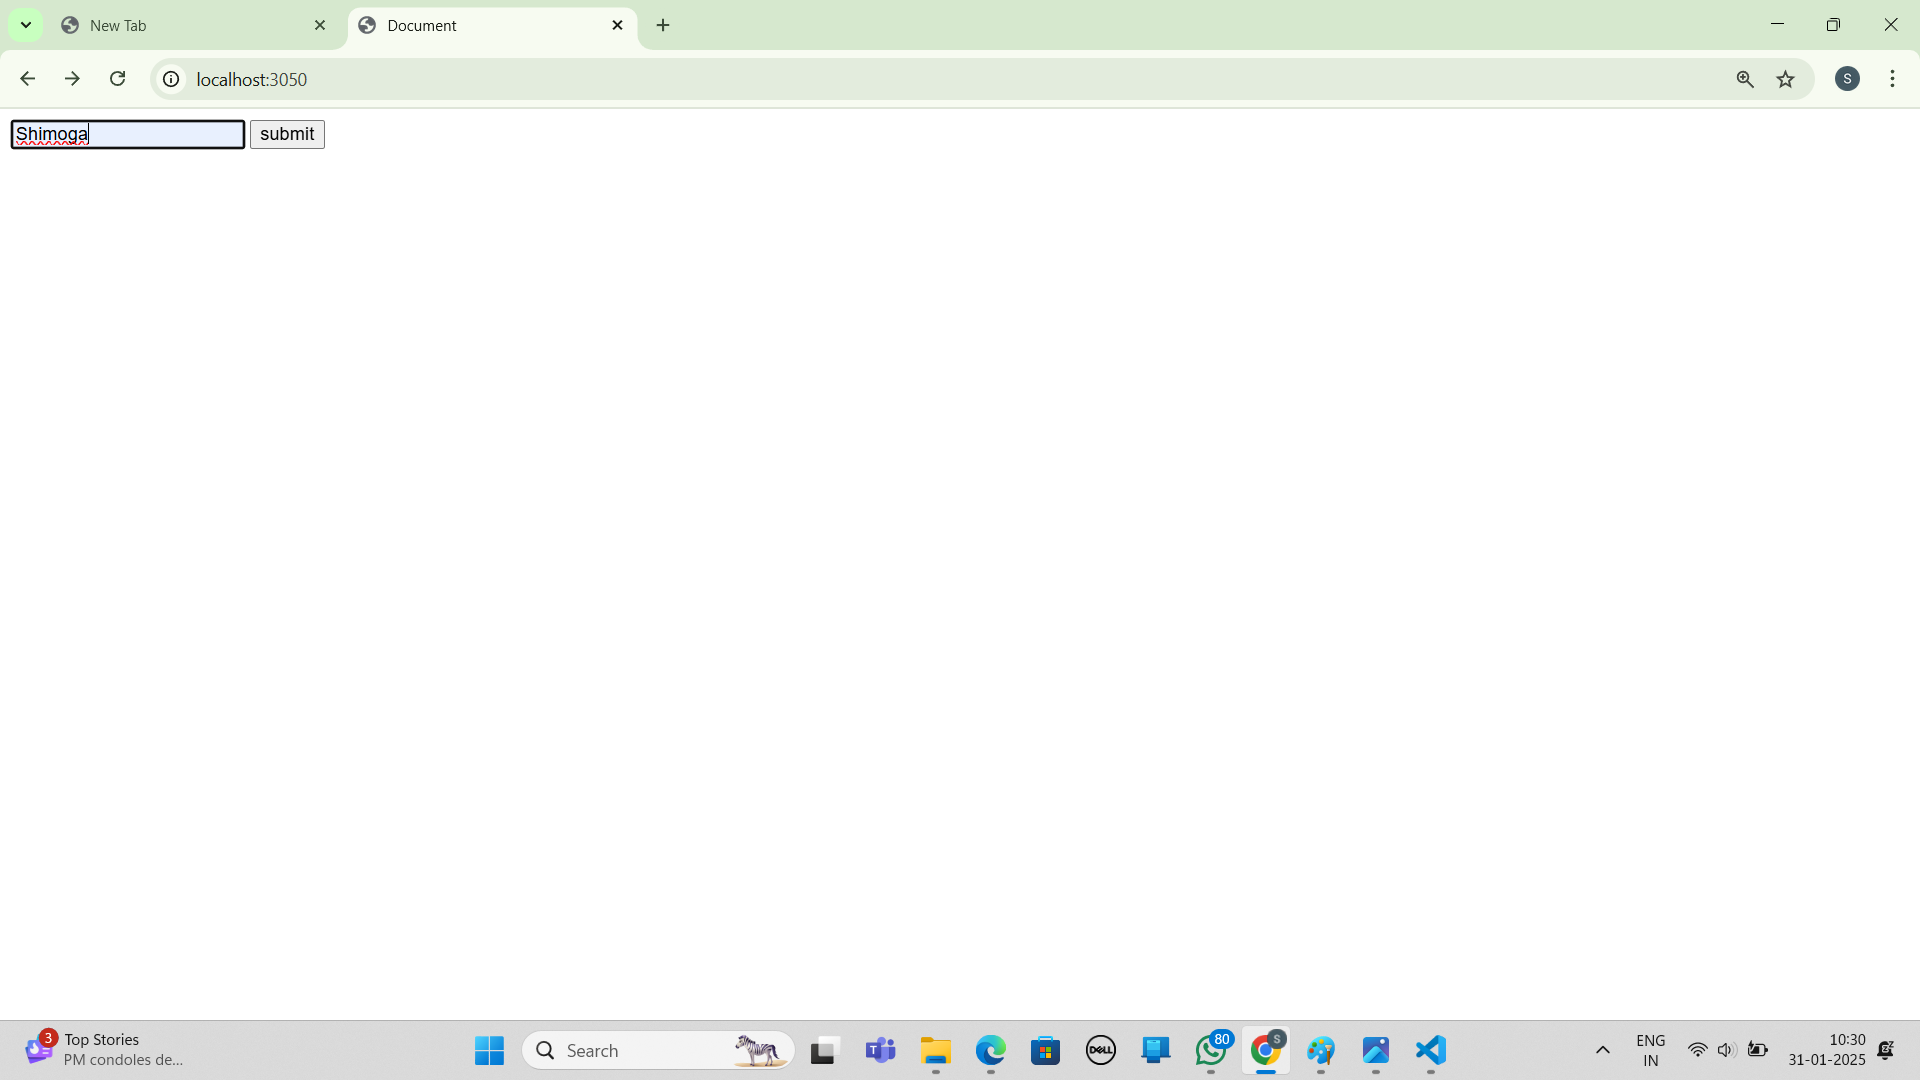 New Tab
Document
localhost:3050
Shimoga submit
3 Top Stories
PM condoles de...
Search
DELL
80
S
S
ENG
IN
10:30
31-01-2025